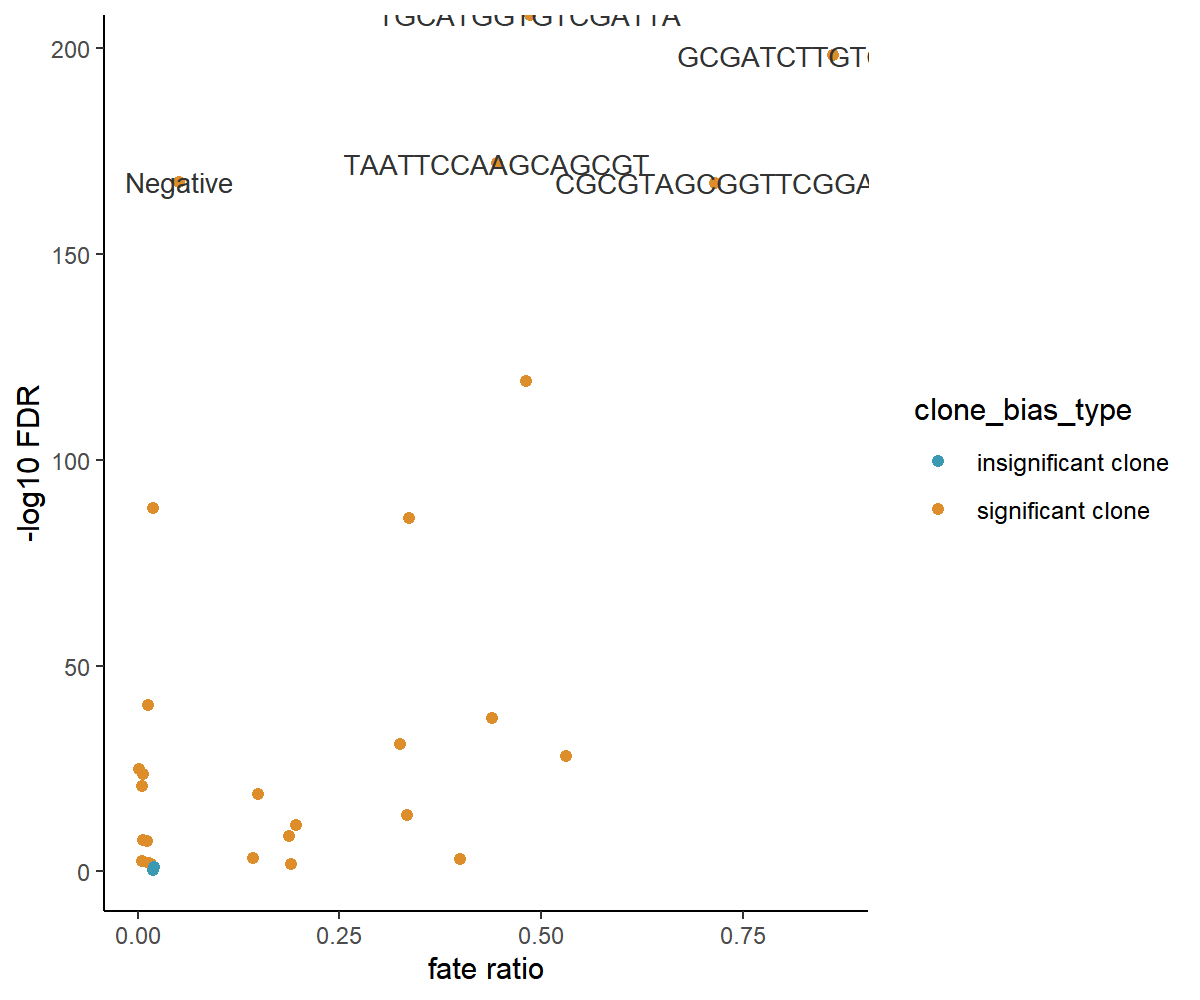 TGCATGGTGTCGATTA
200
GCGATCTTGT
TAATTCCAAGCAGCGT
Negative
CGCGTAGCGGTTCGGA
150
-log10 FDR
100
50
0
clone_bias_type
insignificant clone
significant clone
0.00 0.25 0.50 0.75
fate ratio